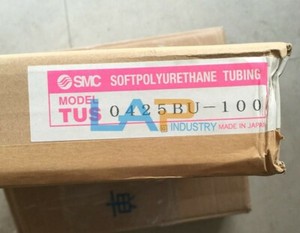 SMC SOFTPOLYURETHANE TUBING
MODEL
TUS 0425BU-100
LAP
INDUSTRY
MADE IN JAPAN